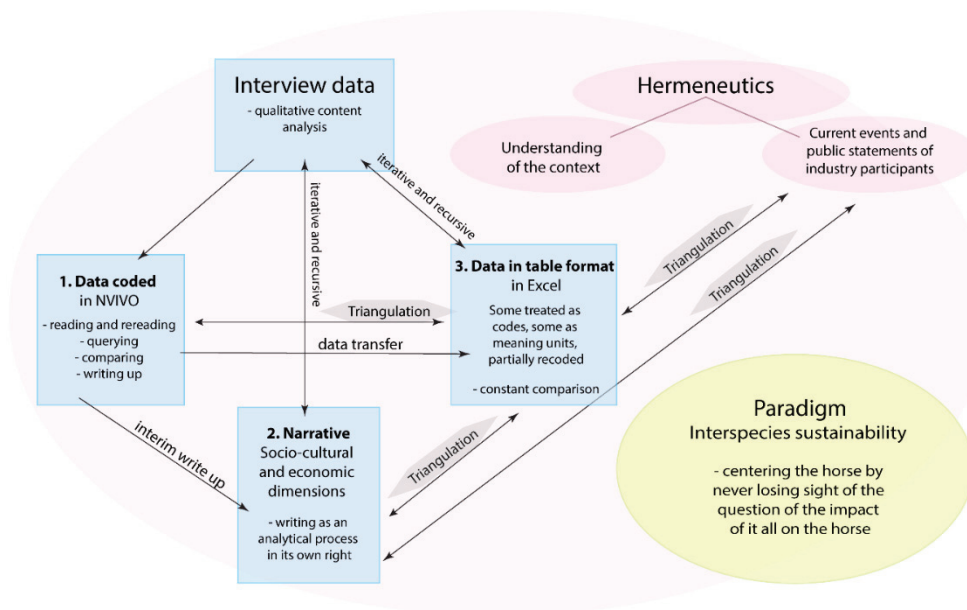 Interview data
- qualitative content
analysis
Hermeneutics
Understanding
of the context
Current events and
public statements of
industry participants
iterative and recursive
iterative and recursive
Triangulation
Triangulation
1. Data coded
in NVIVO
- reading and rereading
- querying
- comparing
- writing up
Triangulation
data transfer
3. Data in table format
in Excel
Some treated as
codes, some as
meaning units,
partially recoded
- constant comparison
interim write up
2. Narrative
Socio-cultural
and economic
dimensions
- writing as an
analytical process
in its own right
Triangulation
Paradigm
Interspecies sustainability
- centering the horse by
never losing sight of the
question of the impact
of it all on the horse